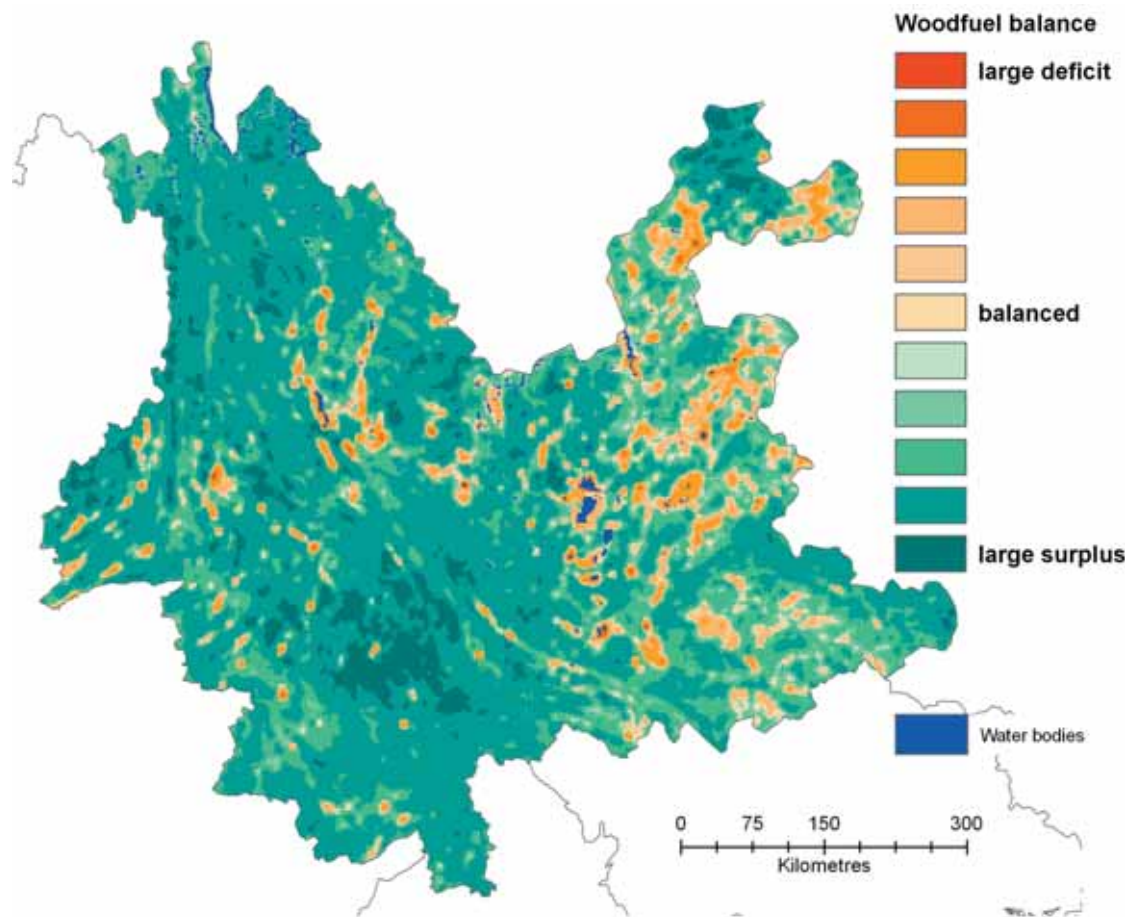 Woodfuel balance
large deficit
balanced
large surplus
Water bodies
0 75 150 300
Kilometres